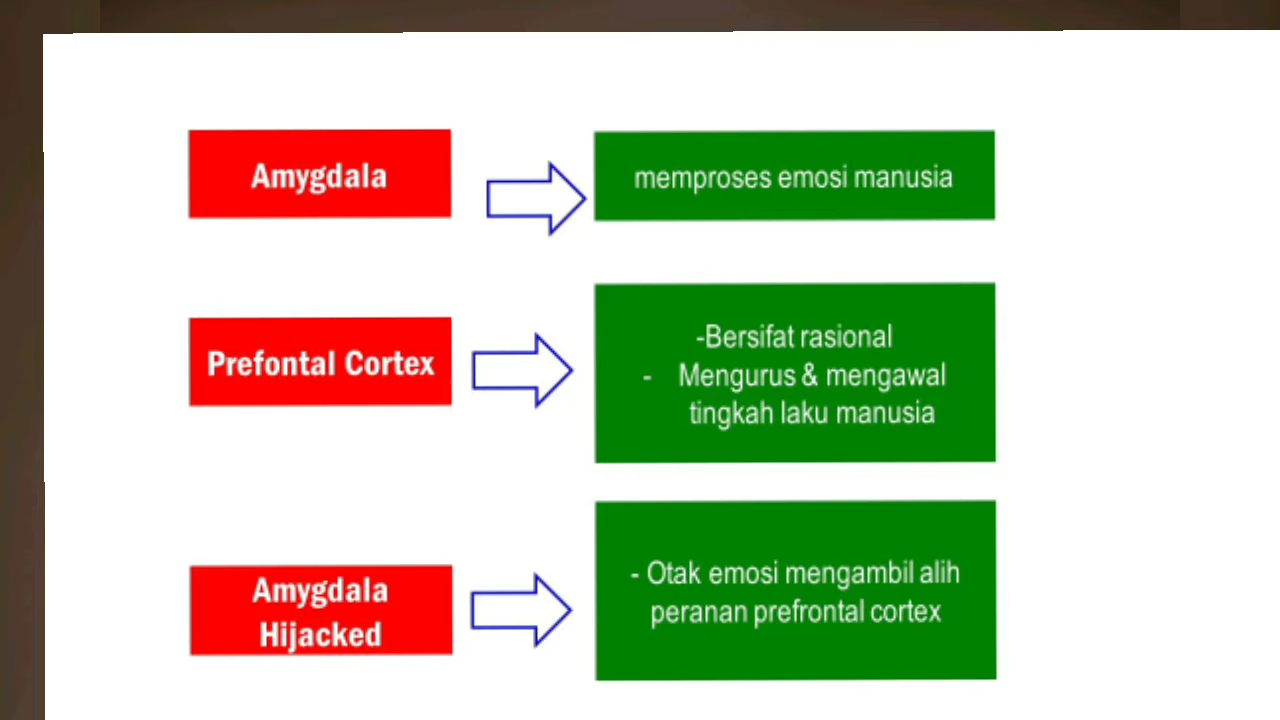 Amygdala
memproses emosi manusia
Prefontal Cortex
-Bersifat rasional
- Mengurus & mengawal
tingkah laku manusia
Amygdala
Hijacked
- Otak emosi mengambil alih
peranan prefrontal cortex